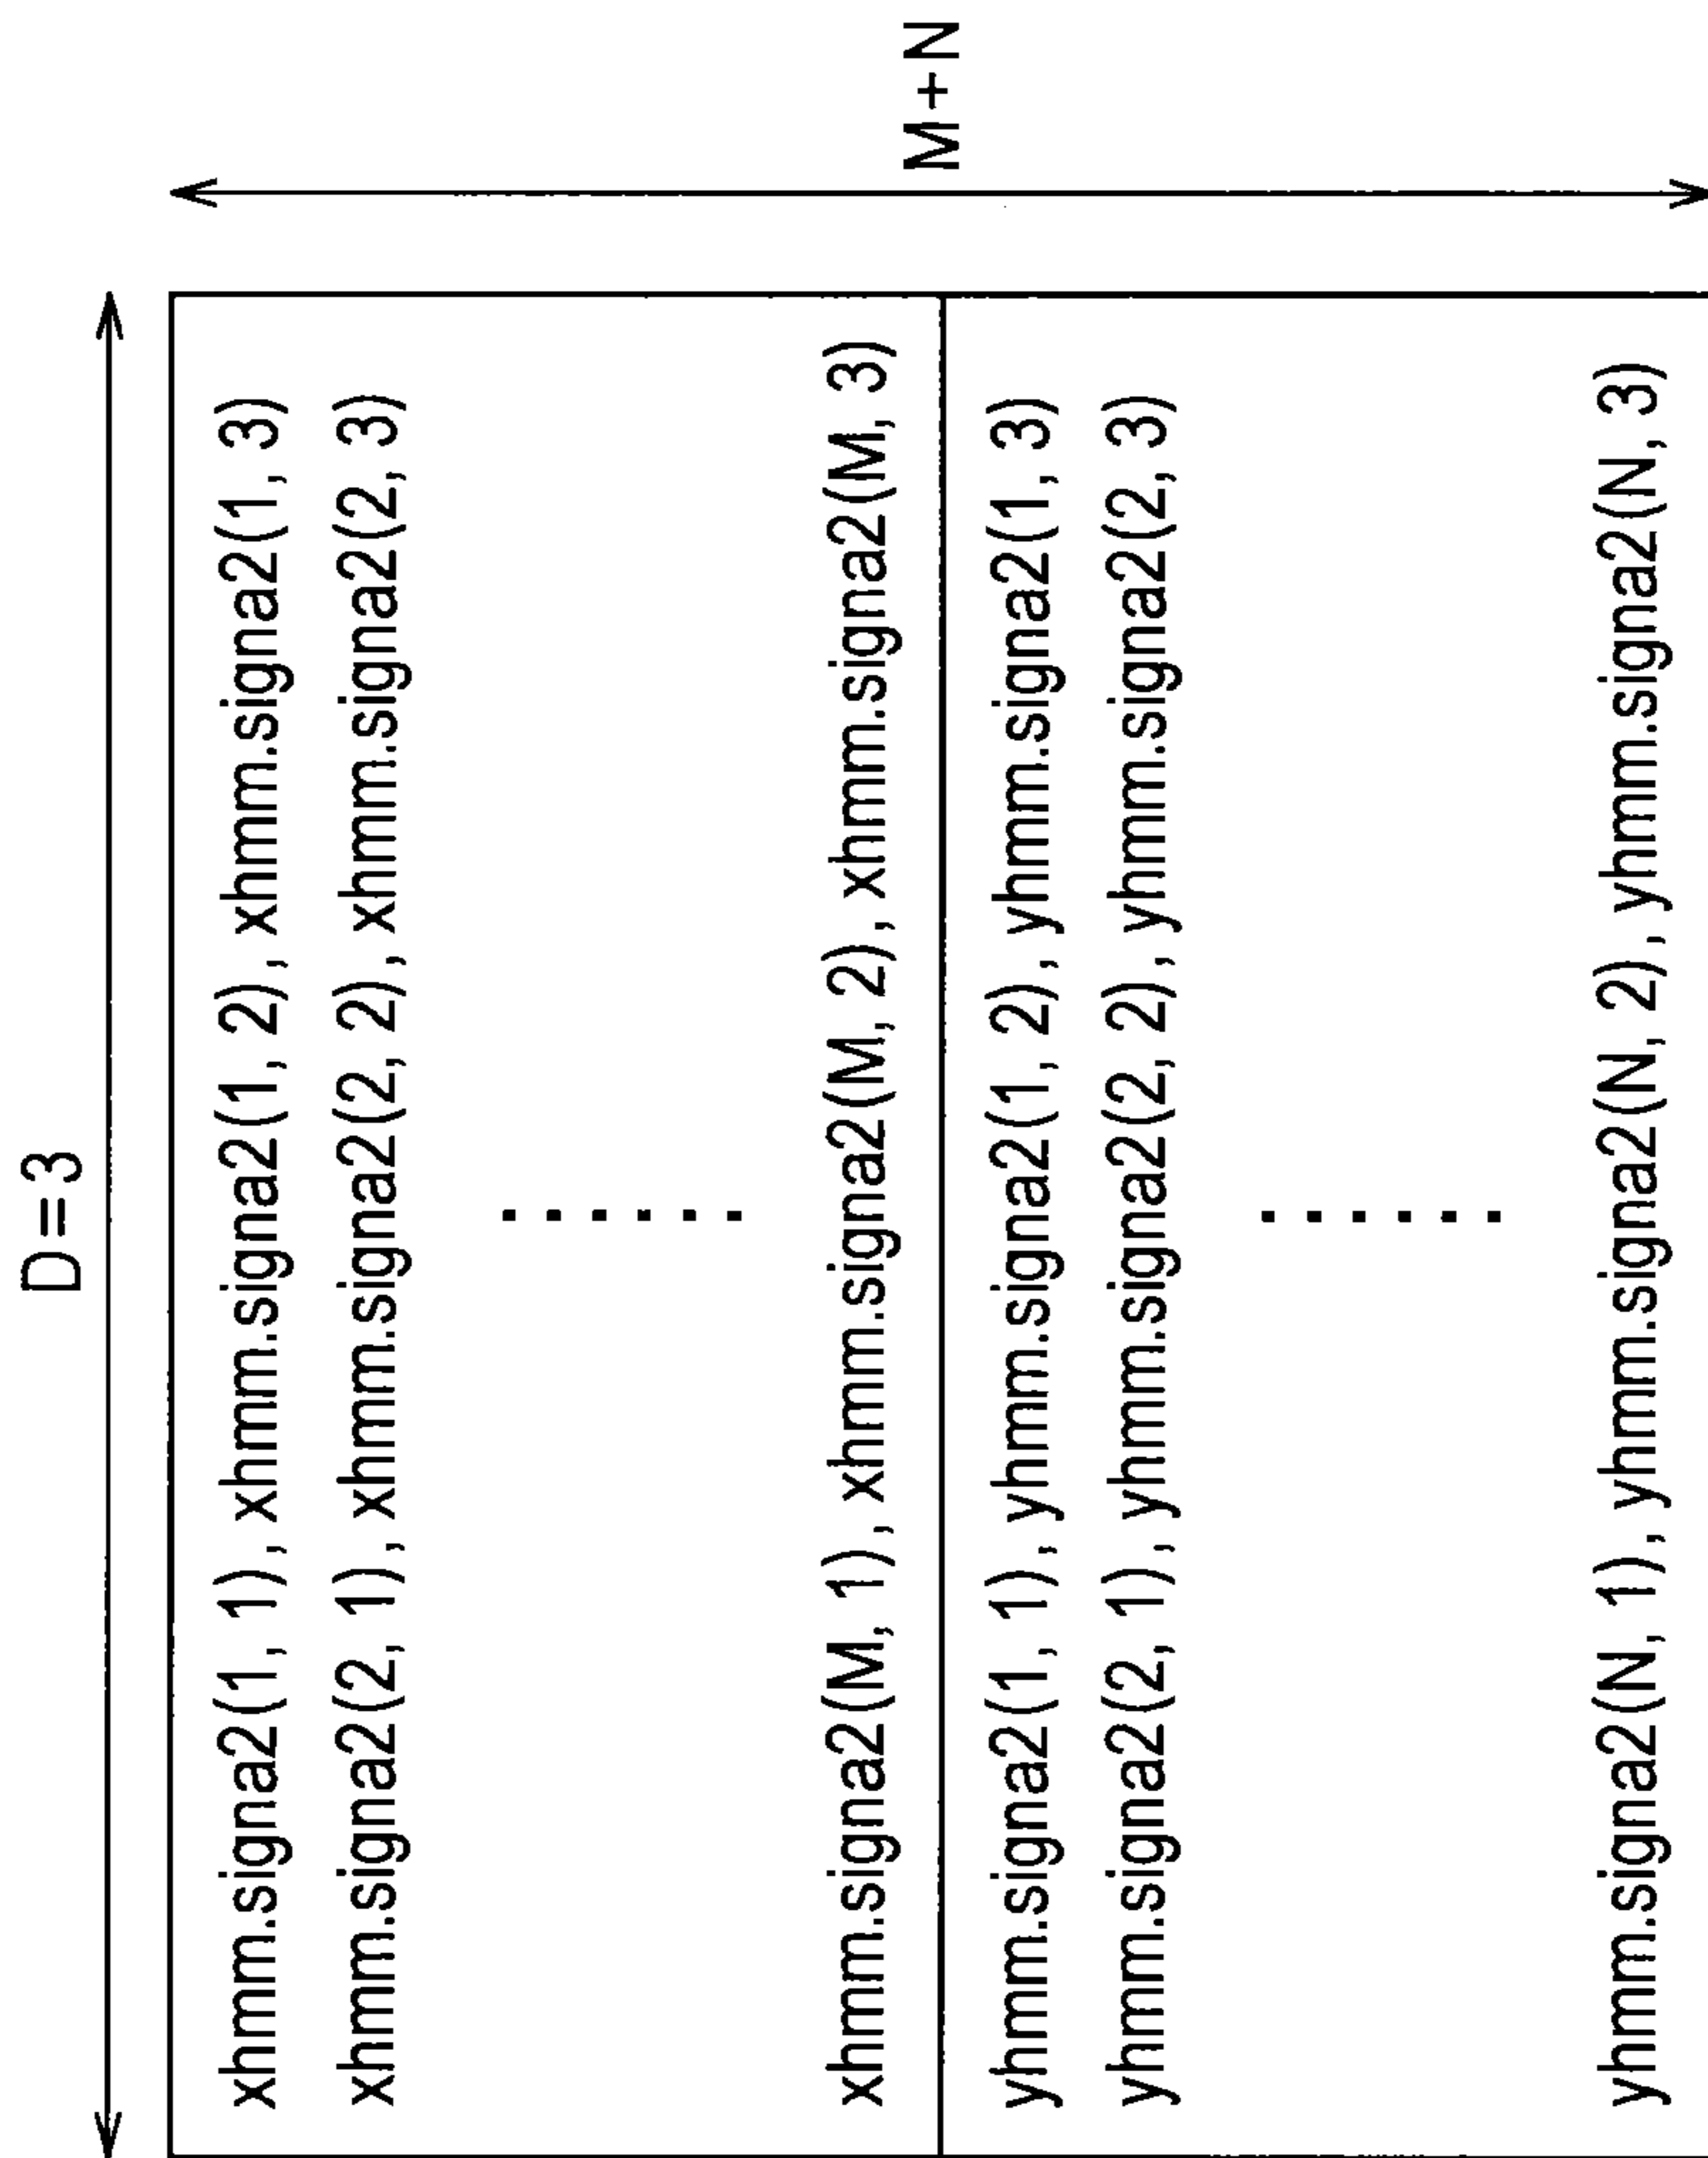 D=3
xhmm.signa2(1, 1), xhmm.signa2(1, 2), xhmm.signa2(1, 3)
xhmm.signa2(2, 1), xhmm.signa2(2, 2), xhmm.signa2(2, 3)
......
xhmm.signa2(M, 1), xhmm.signa2(M, 2), xhmm.signa2(M, 3)
M+N
yhmm.signa2(1, 1), yhmm.signa2(1, 2), yhmm.signa2(1, 3)
yhmm.signa2(2, 1), yhmm.signa2(2, 2), yhmm.signa2(2, 3)
......
yhmm.signa2(N, 1), yhmm.signa2(N, 2), yhmm.signa2(N, 3)